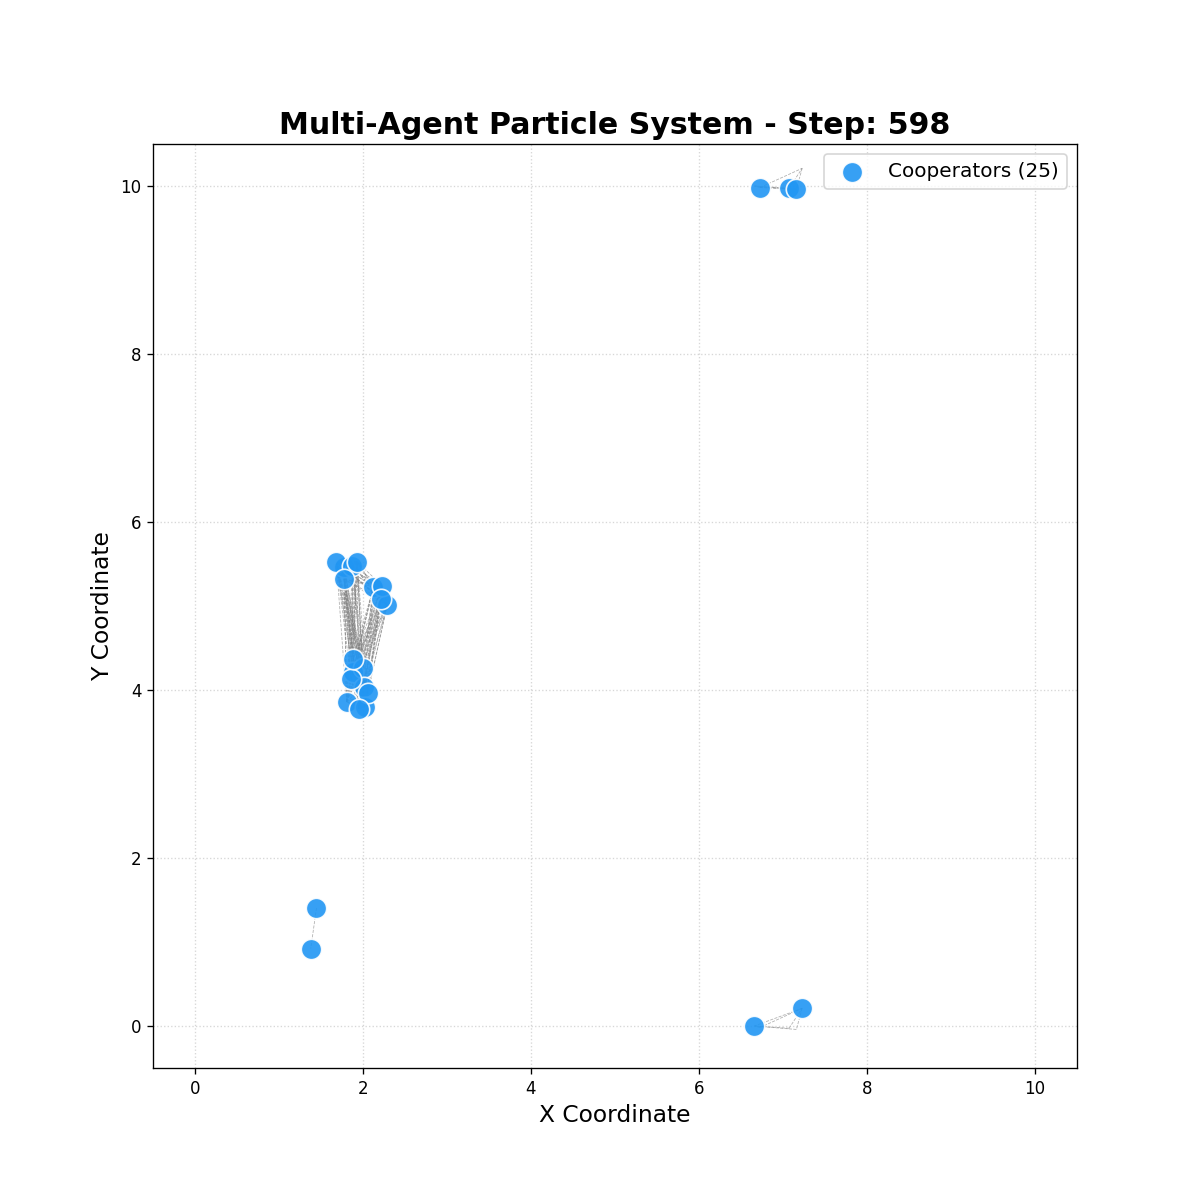 Multi-Agent Particle System - Step: 598
Cooperators (25)
10
8
6
4
2
0
Y Coordinate
0 2 4 6 8 10
X Coordinate